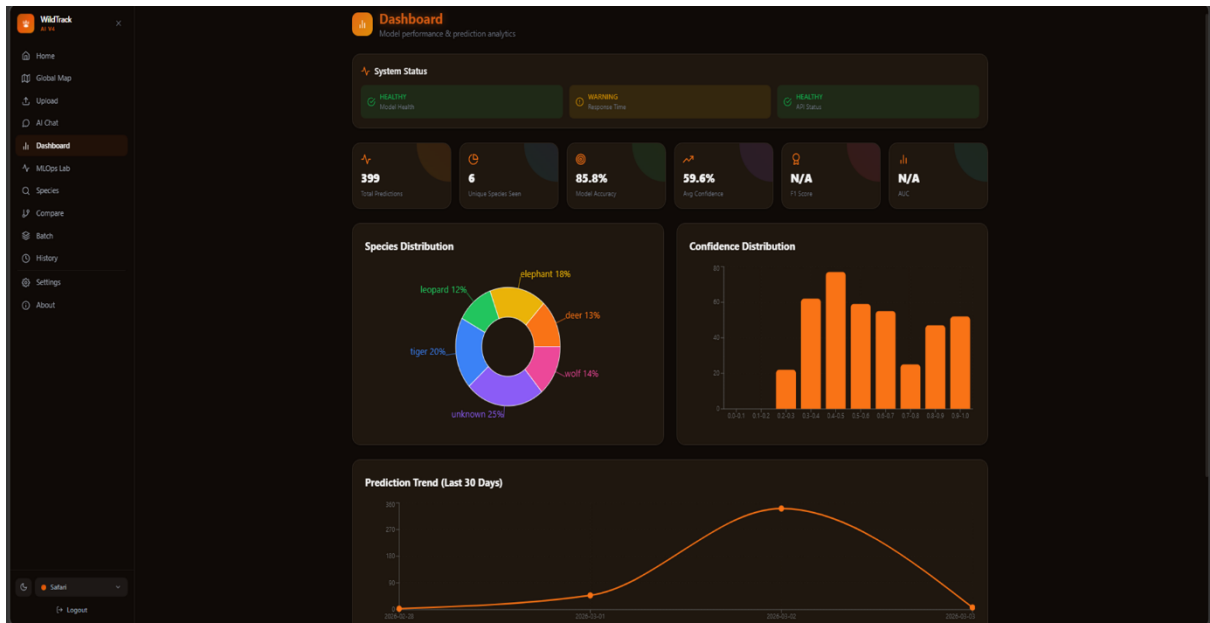 WildTrack
AI V4
Home
Global Map
Upload
AI Chat
Dashboard
MLOps Lab
Species
Compare
Batch
History
Settings
About
Safari
Logout
Dashboard
Model performance & prediction analytics
System Status
HEALTHY
Model Health
WARNING
Response Time
HEALTHY
API Status
399
Total Predictions
6
Unique Species Seen
85.8%
Model Accuracy
59.6%
Avg Confidence
N/A
F1 Score
N/A
AUC
Species Distribution
elephant 18%
leopard 12%
deer 13%
tiger 20%
wolf 14%
unknown 25%
Confidence Distribution
80
60
40
20
0
0.0-0.1 0.1-0.2 0.2-0.3 0.3-0.4 0.4-0.5 0.5-0.6 0.6-0.7 0.7-0.8 0.8-0.9 0.9-1.0
Prediction Trend (Last 30 Days)
360
270
180
90
0
2026-02-28 2026-03-01 2026-03-02 2026-03-03